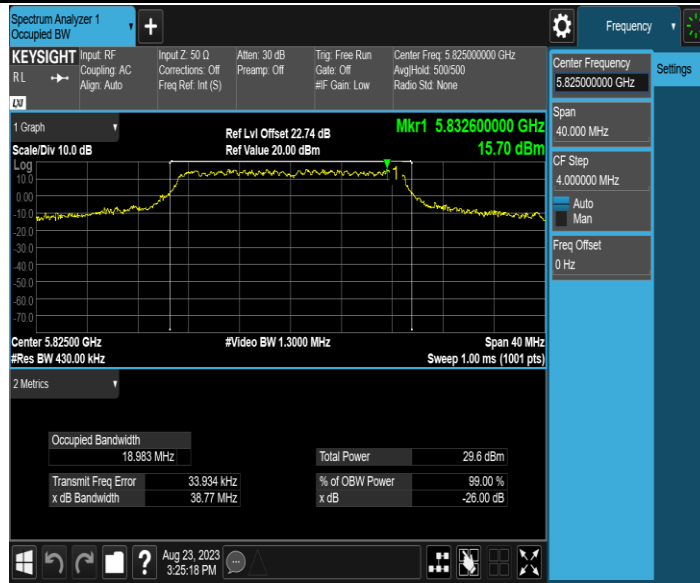 Spectrum Analyzer 1
Occupied BW
+
Frequency
KEYSIGHT
RL
LXI
Input: RF
Coupling: AC
Align: Auto
Input Z: 50 Ω
Corrections: Off
Freq Ref: Int (S)
Atten: 30 dB
Preamp: Off
Trig: Free Run
Gate: Off
#IF Gain: Low
Center Freq: 5.825000000 GHz
Avg|Hold: 500/500
Radio Std: None
Center Frequency
5.825000000 GHz
Settings
Span
40.000 MHz
CF Step
4.000000 MHz
Auto
Man
Freq Offset
0 Hz
1 Graph
Scale/Div 10.0 dB
Ref Lvl Offset 22.74 dB
Ref Value 20.00 dBm
Mkr1 5.832600000 GHz
15.70 dBm
Log
10.0
0.00
-10.0
-20.0
-30.0
-40.0
-50.0
-60.0
-70.0
1
Center 5.82500 GHz
#Res BW 430.00 kHz
#Video BW 1.3000 MHz
Span 40 MHz
Sweep 1.00 ms (1001 pts)
2 Metrics
Occupied Bandwidth
18.983 MHz
Transmit Freq Error 33.934 kHz
x dB Bandwidth 38.77 MHz
Total Power 29.6 dBm
% of OBW Power 99.00 %
x dB -26.00 dB
?
Aug 23, 2023
3:25:18 PM